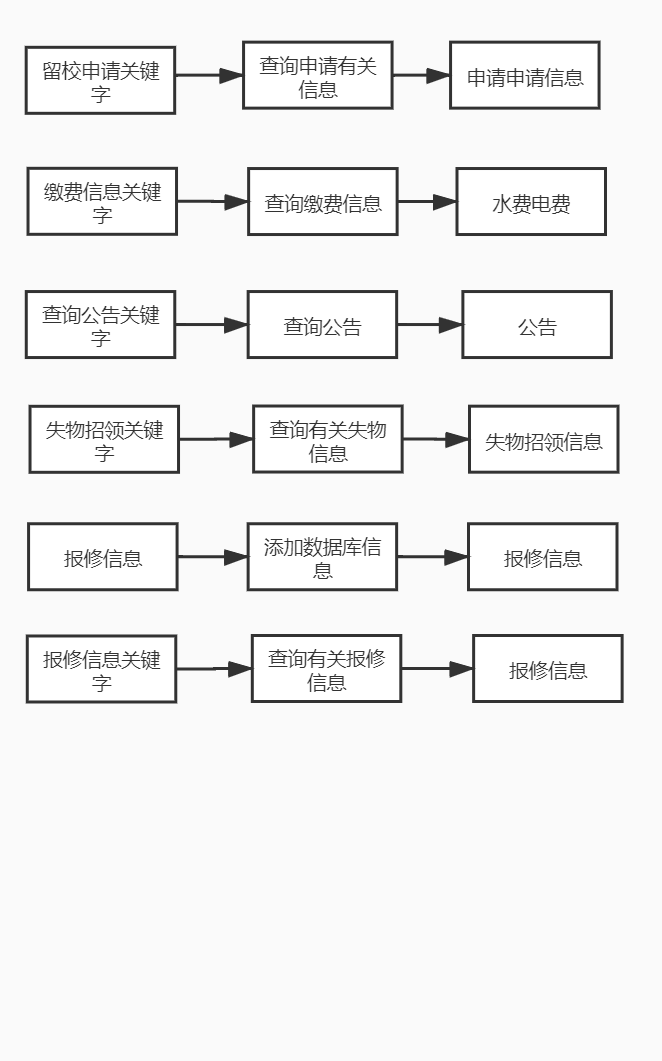 留校申请关键
字
查询申请有关
信息
申请申请信息
缴费信息关键
字
查询缴费信息
水费电费
查询公告关键
字
查询公告
公告
失物招领关键
字
查询有关失物
信息
失物招领信息
报修信息
添加数据库信
息
报修信息
报修信息关键
字
查询有关报修
信息
报修信息